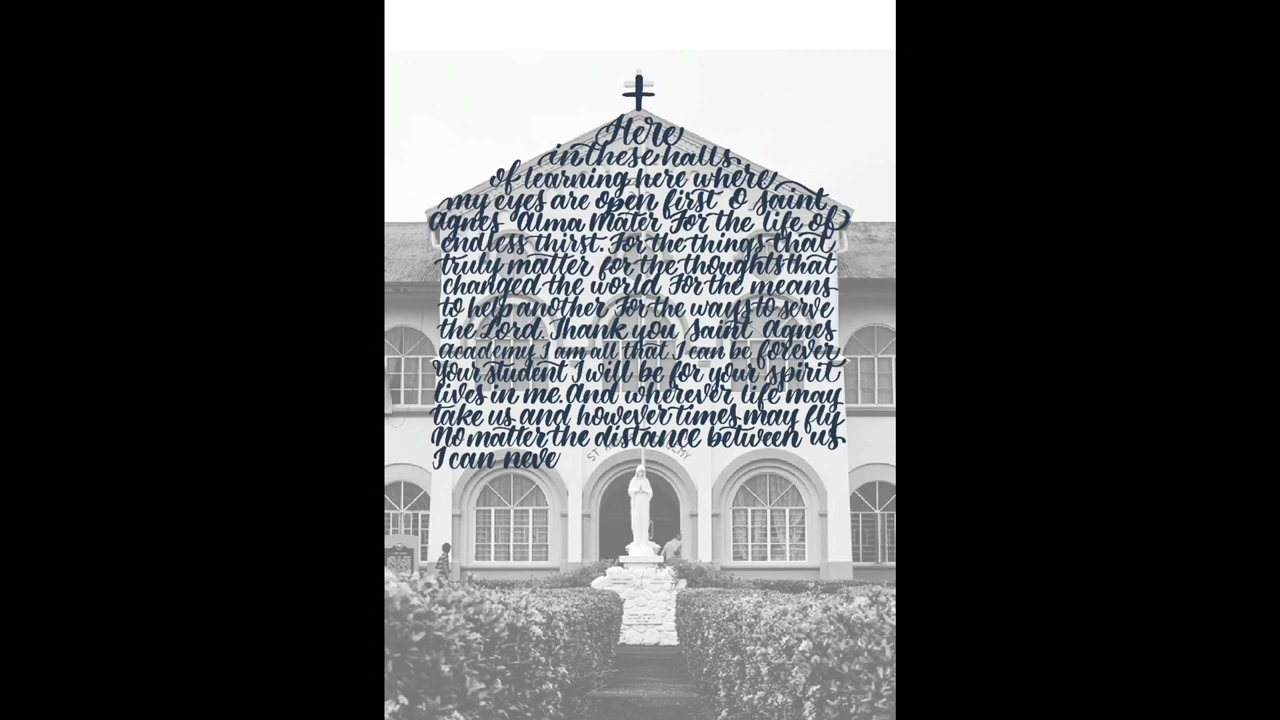 Here
in these halls
of learning here where
my eyes are open first O Saint
Agnes Alma Mater For the life of
endless thirst. For the things that
truly matter for the thoughts that
changed the world For the means
to help another For the ways to serve
the Lord. Thank you Saint Agnes
Academy I am all that I can be forever
Your student I will be for your spirit
lives in me. And wherever life may
take us and however times may fly
No matter the distance between us
I can neve
ST